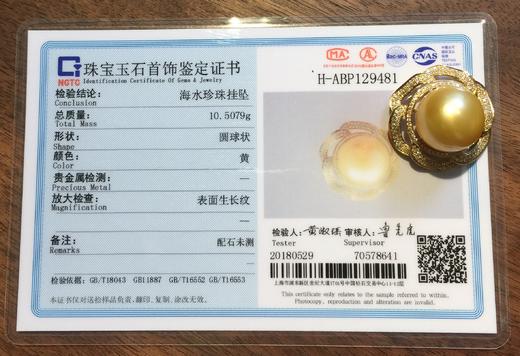 NGTC
珠宝玉石首饰鉴定证书
Identification Certificate Of Gems & Jewelry
检验结论: 海水珍珠挂坠
Conclusion
总质量: 10.5079g
Total Mass
形状: 圆球状
Shape
颜色: 黄
Color
贵金属检测: —
Precious Metal
放大检查: 表面生长纹
Magnification
—
备注: 配石未测
Remarks
—
检验依据: GB/T18043 GB11887 GB/T16552 GB/T16553
本证书仅对送检样品负责、翻印、复制、涂改无效。
MA
AL
ilac-MRA
CNAS
H-ABP129481
检验人: 审核人:
Tester Supervisor
20180529 70578641
This certificate only relates to the sample referred to within.
Photocopy, reproduction and alteration are invalid.